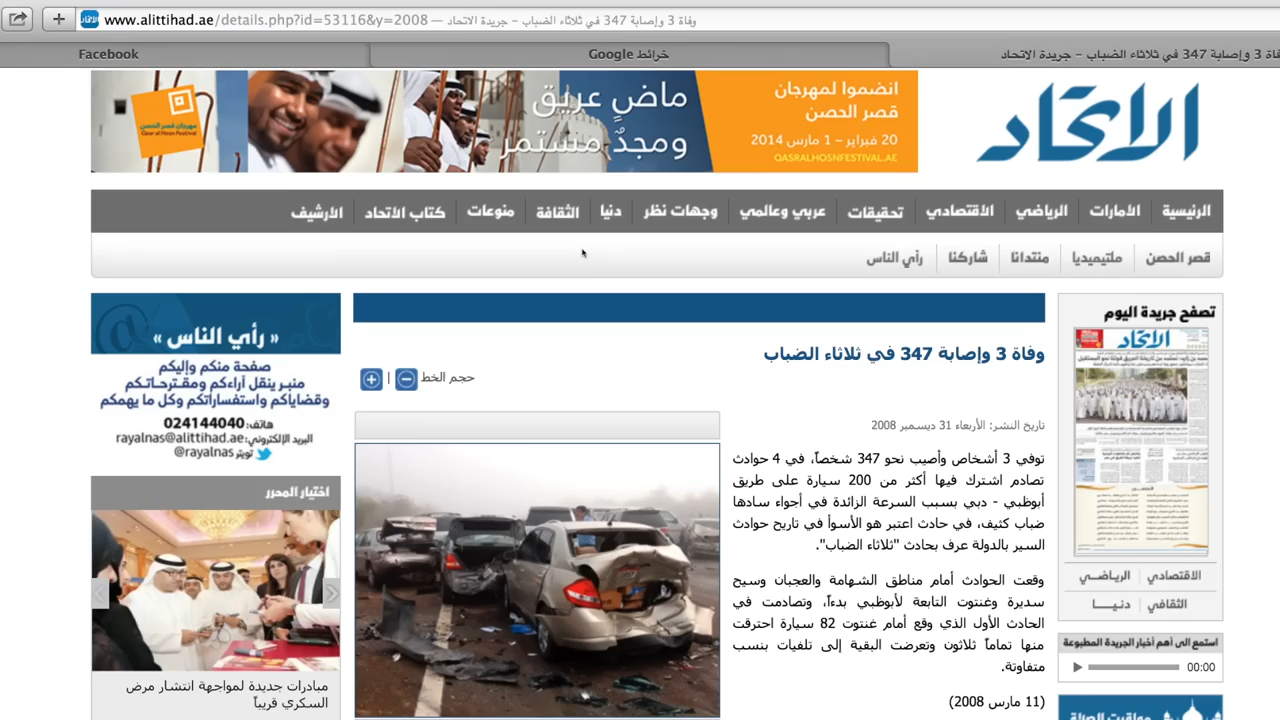 www.alittihad.ae/details.php?id=53116&y=2008 — وفاة 3 وإصابة 347 في ثلاثاء الضباب - جريدة الاتحاد
Facebook
خرائط Google
وفاة 3 وإصابة 347 في ثلاثاء الضباب - جريدة الاتحاد
ماضٍ عريق
ومجدٌ مستمر
انضموا لمهرجان
قصر الحصن
20 فبراير - 1 مارس 2014
QASRALHOSNFESTIVAL.AE
مهرجان قصر الحصن
Qasr al Hosn Festival
الاتحاد
الرئيسية
الامارات
الرياضي
الاقتصادي
تحقيقات
عربي وعالمي
وجهات نظر
دنيا
الثقافة
منوعات
كتاب الاتحاد
الأرشيف
قصر الحصن
ملتيميديا
منتدانا
شاركنا
رأي الناس
تصفح جريدة اليوم
الاتحاد
الاقتصادي
الرياضـي
الثقافي
دنيـــا
استمع الى أهم أخبار الجريدة المطبوعة
00:00
وفاة 3 وإصابة 347 في ثلاثاء الضباب
حجم الخط
تاريخ النشر: الأربعاء 31 ديسمبر 2008
توفي 3 أشخاص وأصيب نحو 347 شخصاً، في 4 حوادث
تصادم اشترك فيها أكثر من 200 سيارة على طريق
أبوظبي - دبي بسبب السرعة الزائدة في أجواء سادها
ضباب كثيف، في حادث اعتبر هو الأسوأ في تاريخ حوادث
السير بالدولة عرف بحادث "ثلاثاء الضباب".
وقعت الحوادث أمام مناطق الشهامة والعجبان وسيح
سديرة وغنتوت التابعة لأبوظبي بدءاً، وتصادمت في
الحادث الأول الذي وقع أمام غنتوت 82 سيارة احترقت
منها تماماً ثلاثون وتعرضت البقية إلى تلفيات بنسب
متفاوتة.
(11 مارس 2008)
« رأي الناس »
صفحة منكم وإليكم
منبـر ينقل آراءكم ومقـترحـاتـكم
وقضاياكم واستفساراتكم وكل ما يهمكم
هاتف: 024144040
البريد الإلكتروني: rayalnas@alittihad.ae
تويتر @rayalnas
اختيار المحرر
مبادرات جديدة لمواجهة انتشار مرض
السكري قريباً